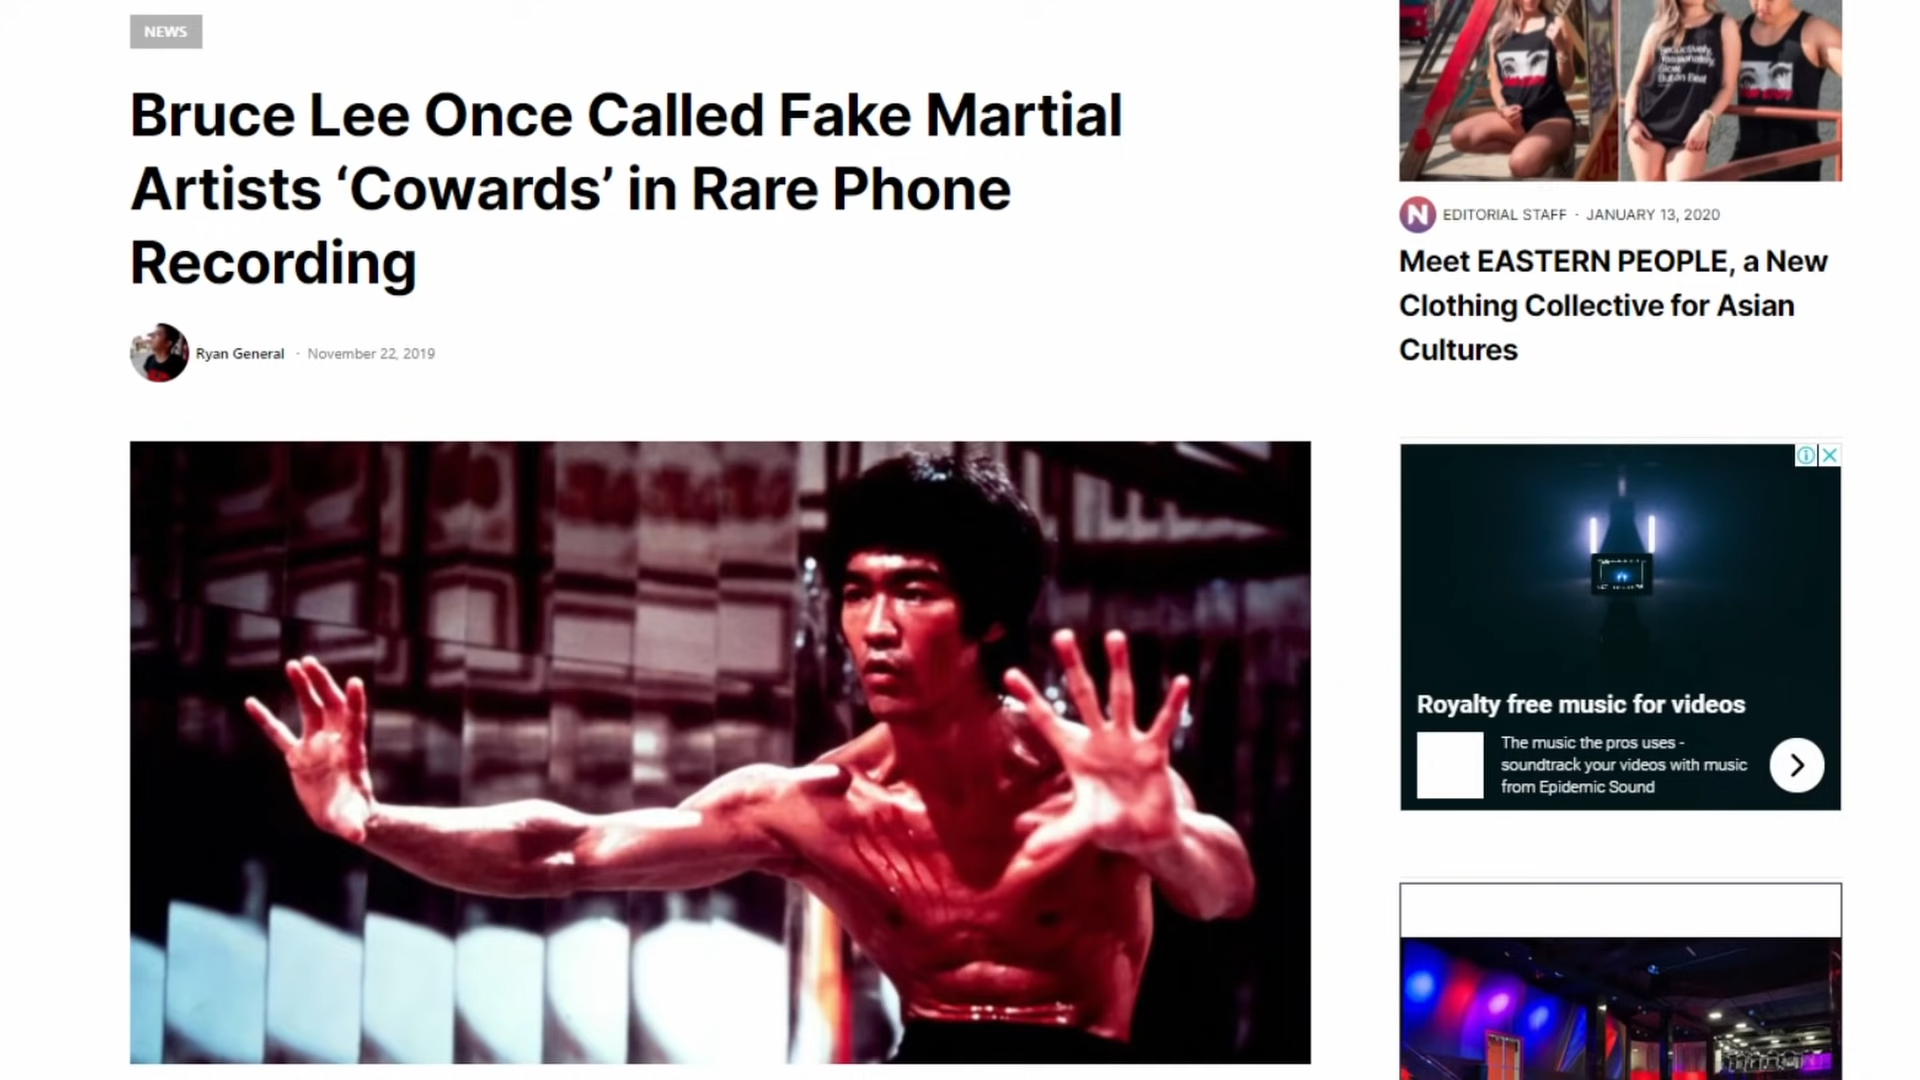 NEWS
Bruce Lee Once Called Fake Martial
Artists ‘Cowards’ in Rare Phone
Recording
Ryan General · November 22, 2019
N
EDITORIAL STAFF · JANUARY 13, 2020
Meet EASTERN PEOPLE, a New
Clothing Collective for Asian
Cultures
Royalty free music for videos
The music the pros uses -
soundtrack your videos with music
from Epidemic Sound